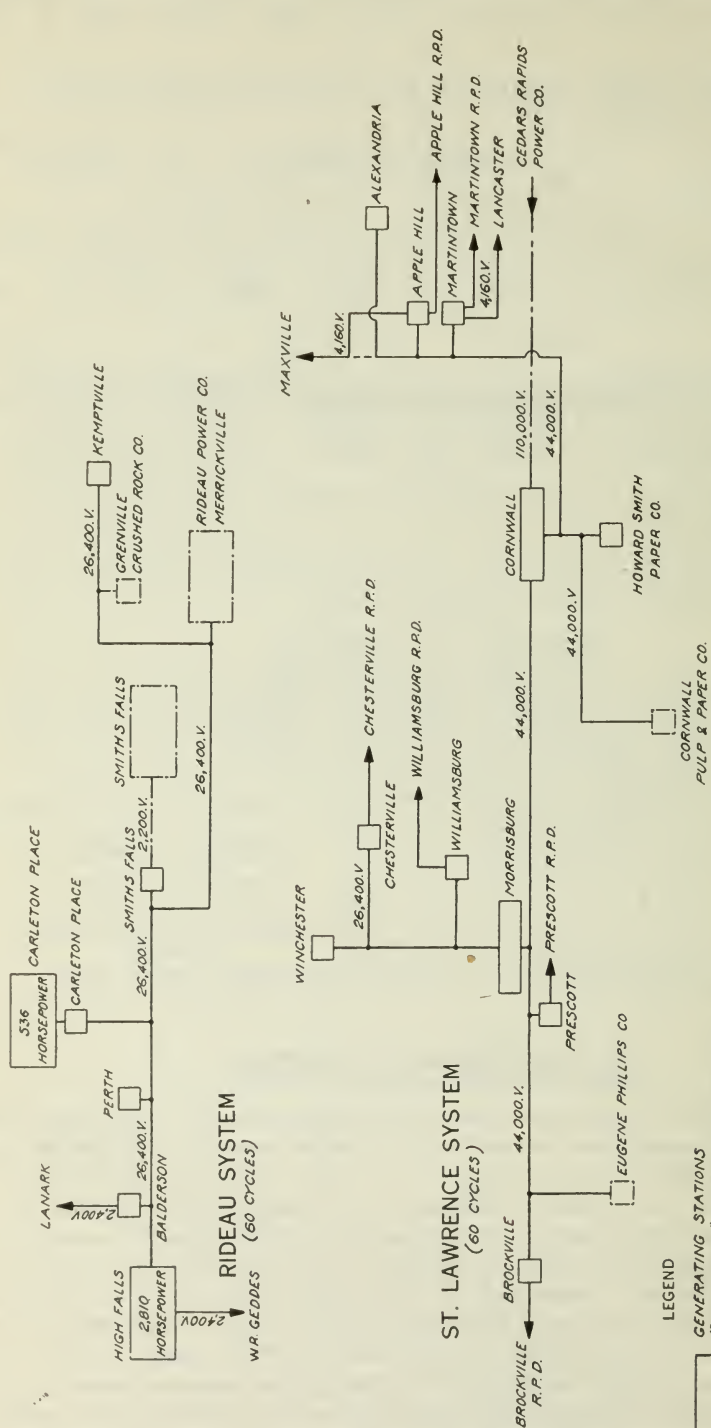 CARLETON PLACE
536
HORSEPOWER
CARLETON PLACE
LANARK
2,400V
PERTH
HIGH FALLS
2,810
HORSEPOWER
BALDERSON
26,400.V.
26,400.V.
SMITHS FALLS
2,200.V.
SMITHS FALLS
26,400.V.
26,400.V.
KEMPTVILLE
GRENVILLE
CRUSHED ROCK CO.
RIDEAU POWER CO.
MERRICKVILLE
2,400V.
W.R. GEDDES
RIDEAU SYSTEM
(60 CYCLES)
ST. LAWRENCE SYSTEM
(60 CYCLES)
WINCHESTER
26,400.V
CHESTERVILLE R.P.D.
CHESTERVILLE
WILLIAMSBURG R.P.D.
WILLIAMSBURG
MORRISBURG
BROCKVILLE
BROCKVILLE
R.P.D.
44,000.V.
EUGENE PHILLIPS CO
PRESCOTT R.P.D.
PRESCOTT
44,000.V.
CORNWALL
110,000.V.
44,000.V.
44,000.V
HOWARD SMITH
PAPER CO.
CORNWALL
PULP & PAPER CO.
MAXVILLE
4,160.V.
ALEXANDRIA
APPLE HILL
APPLE HILL R.P.D.
MARTINTOWN
MARTINTOWN R.P.D.
4,160.V.
LANCASTER
CEDARS RAPIDS
POWER CO.
LEGEND
GENERATING STATIONS